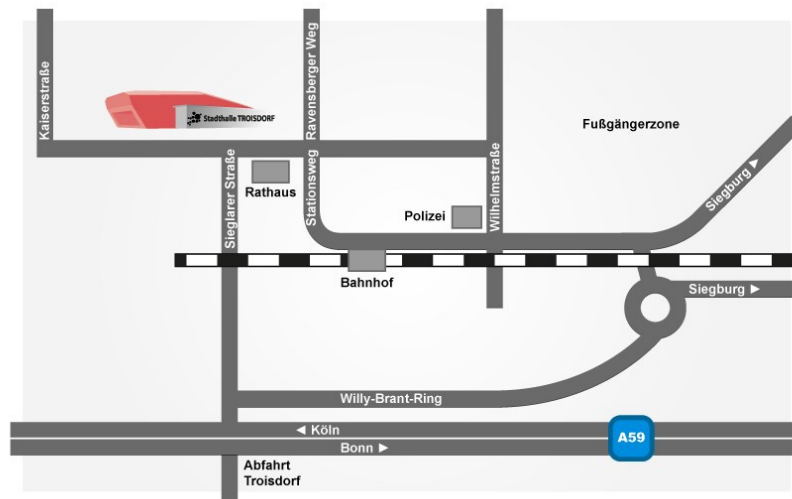 Kaiserstraße
Ravensberger Weg
Stadthalle TROISDORF
Fußgängerzone
Sieglarer Straße
Rathaus
Stationsweg
Polizei
Wilhelmstraße
Siegburg ►
Bahnhof
Siegburg ►
Willy-Brant-Ring
◄ Köln
A59
Bonn ►
Abfahrt
Troisdorf